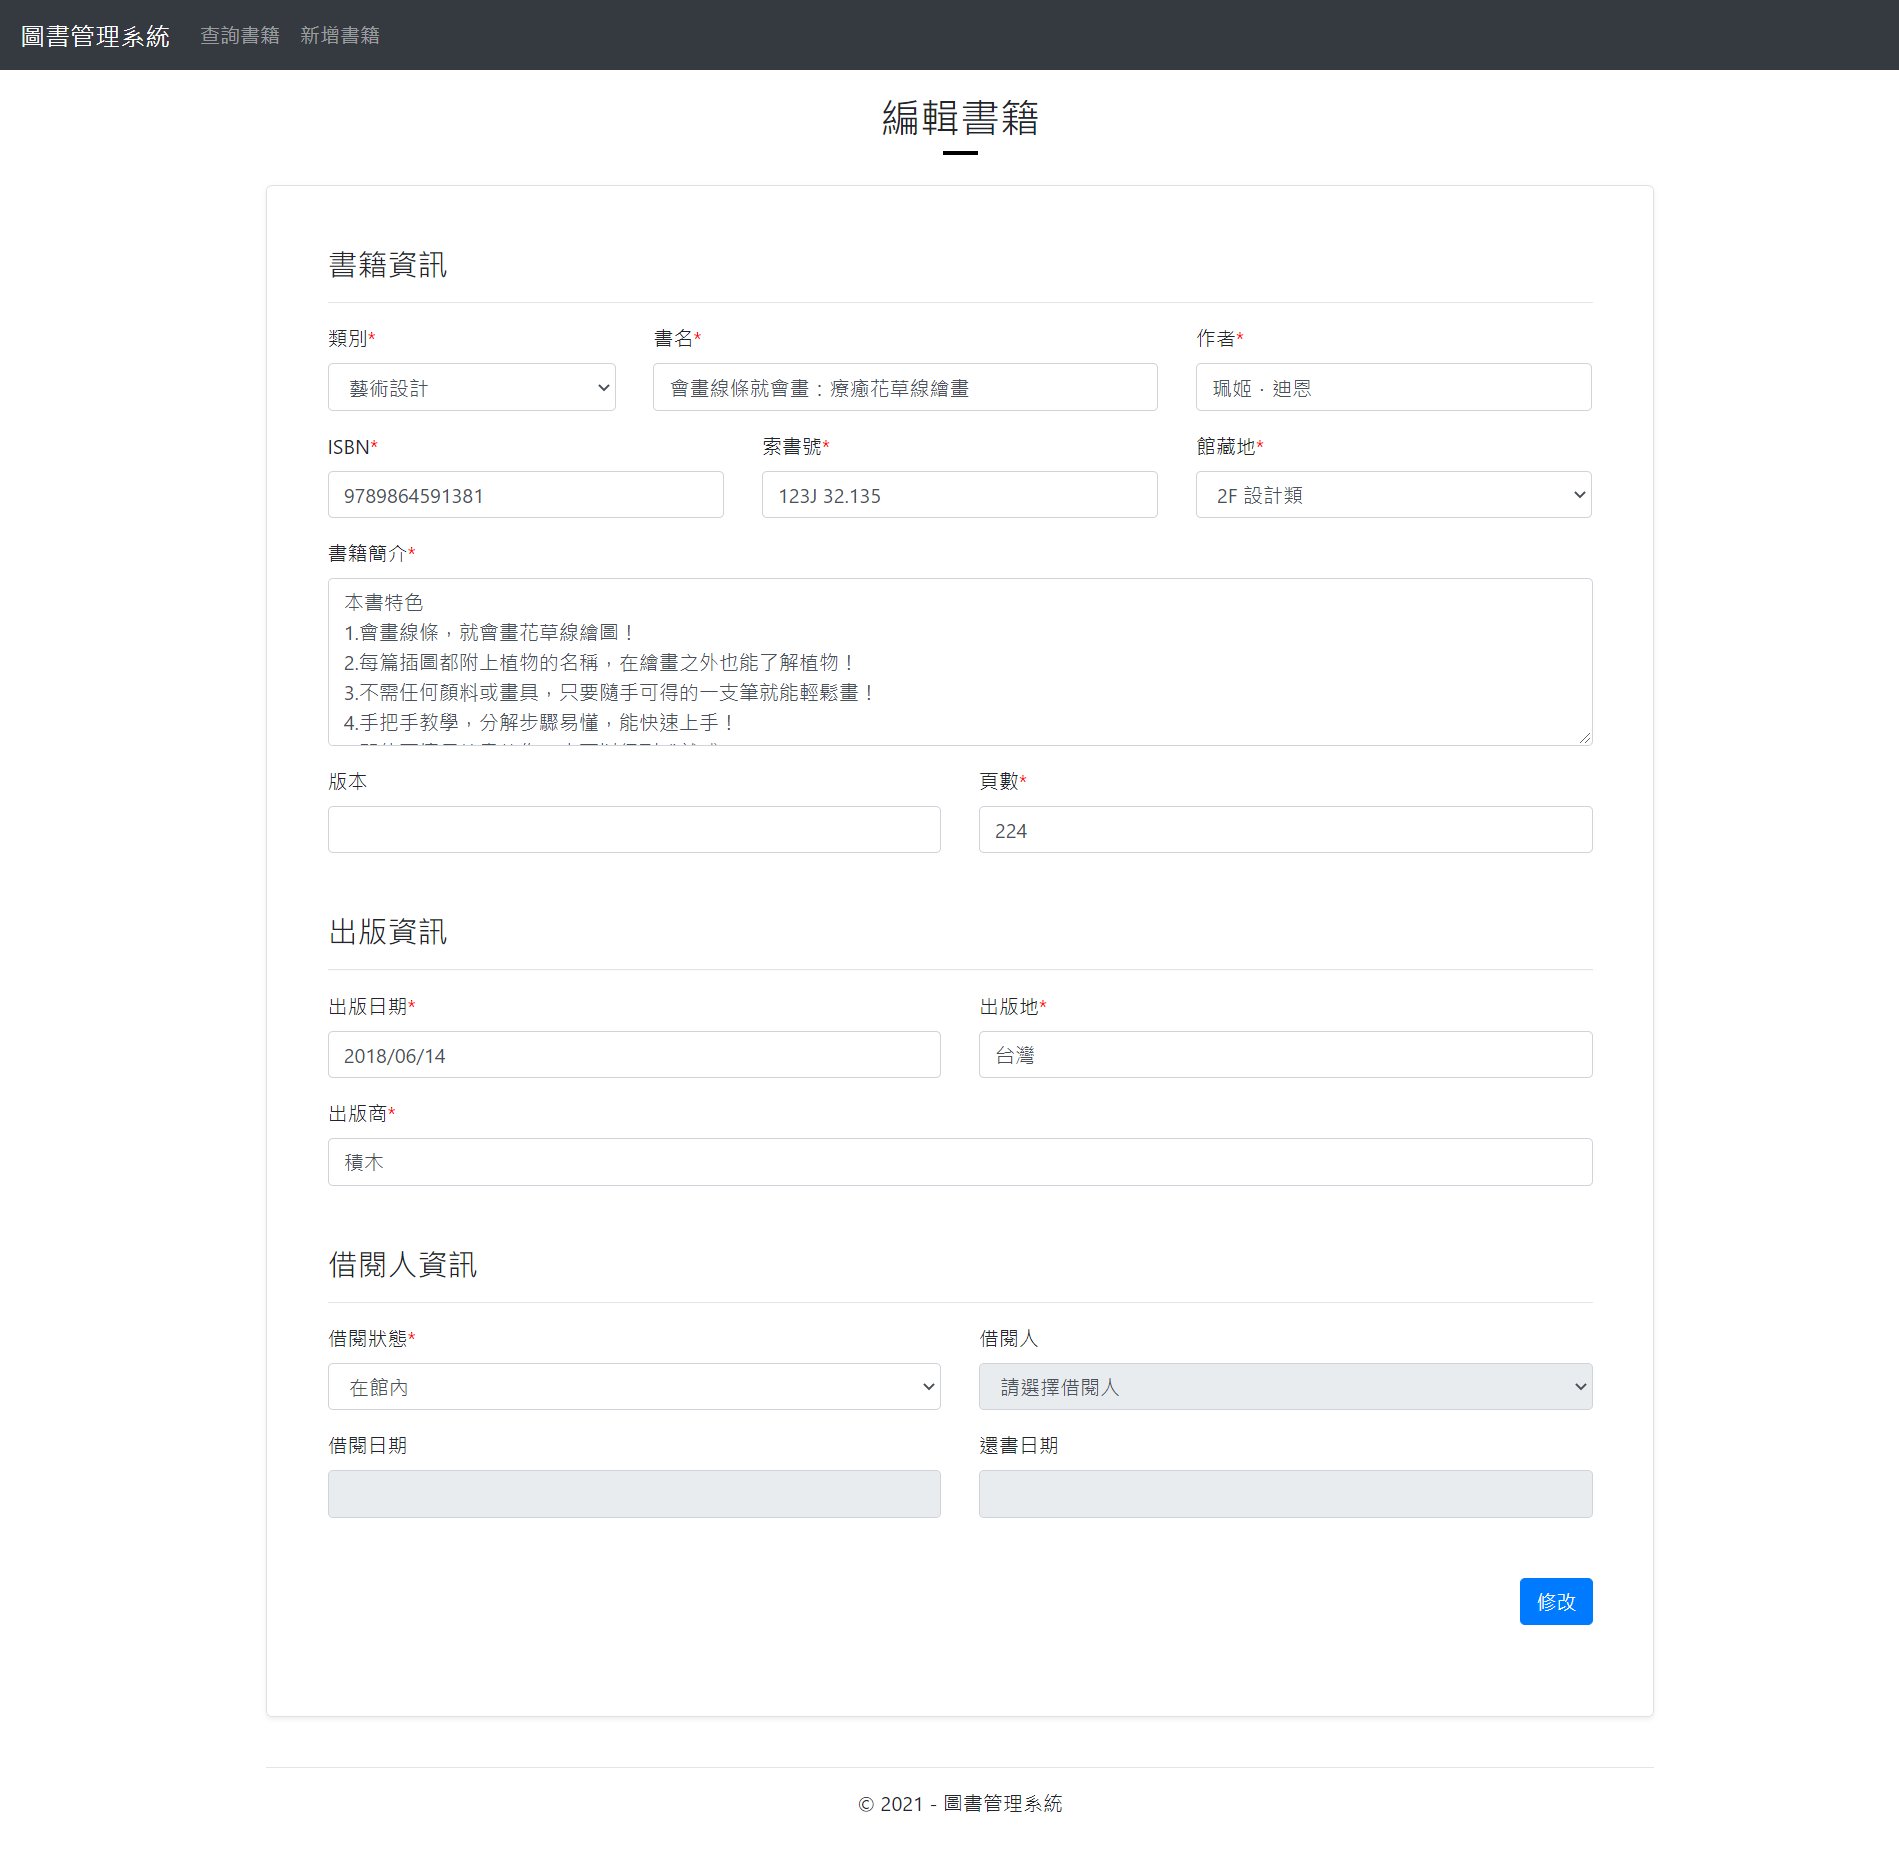 圖書管理系統 查詢書籍 新增書籍
編輯書籍
書籍資訊
類別* 書名* 作者*
藝術設計 會畫線條就會畫：療癒花草線繪畫 珮姬．迪恩
ISBN* 索書號* 館藏地*
9789864591381 123J 32.135 2F 設計類
書籍簡介*
本書特色
1.會畫線條，就會畫花草線繪圖！
2.每篇插圖都附上植物的名稱，在繪畫之外也能了解植物！
3.不需任何顏料或畫具，只要隨手可得的一支筆就能輕鬆畫！
4.手把手教學，分解步驟易懂，能快速上手！
版本 頁數*
224
出版資訊
出版日期* 出版地*
2018/06/14 台灣
出版商*
積木
借閱人資訊
借閱狀態* 借閱人
在館內 請選擇借閱人
借閱日期 還書日期
修改
© 2021 - 圖書管理系統